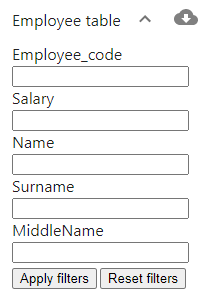 Employee table
Employee_code
Salary
Name
Surname
MiddleName
Apply filters Reset filters